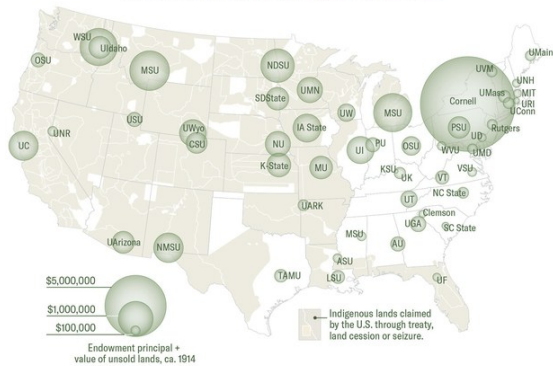 UMain
WSU
UIdaho
OSU
MSU
NDSU
UVM
UNH
MIT
URI
UConn
UMass
Cornell
SDState
UMN
UW
MSU
PSU
Rutgers
UD
UMD
WVU
USU
UWyo
CSU
UNR
UC
IA State
NU
K-State
MU
UI
PU
OSU
KSU
UK
VT
VSU
NC State
UT
UARK
Clemson
UGA
SC State
MSU
AU
UArizona
NMSU
TAMU
ASU
LSU
UF
$5,000,000
$1,000,000
$100,000
Endowment principal +
value of unsold lands, ca. 1914
Indigenous lands claimed
by the U.S. through treaty,
land cession or seizure.